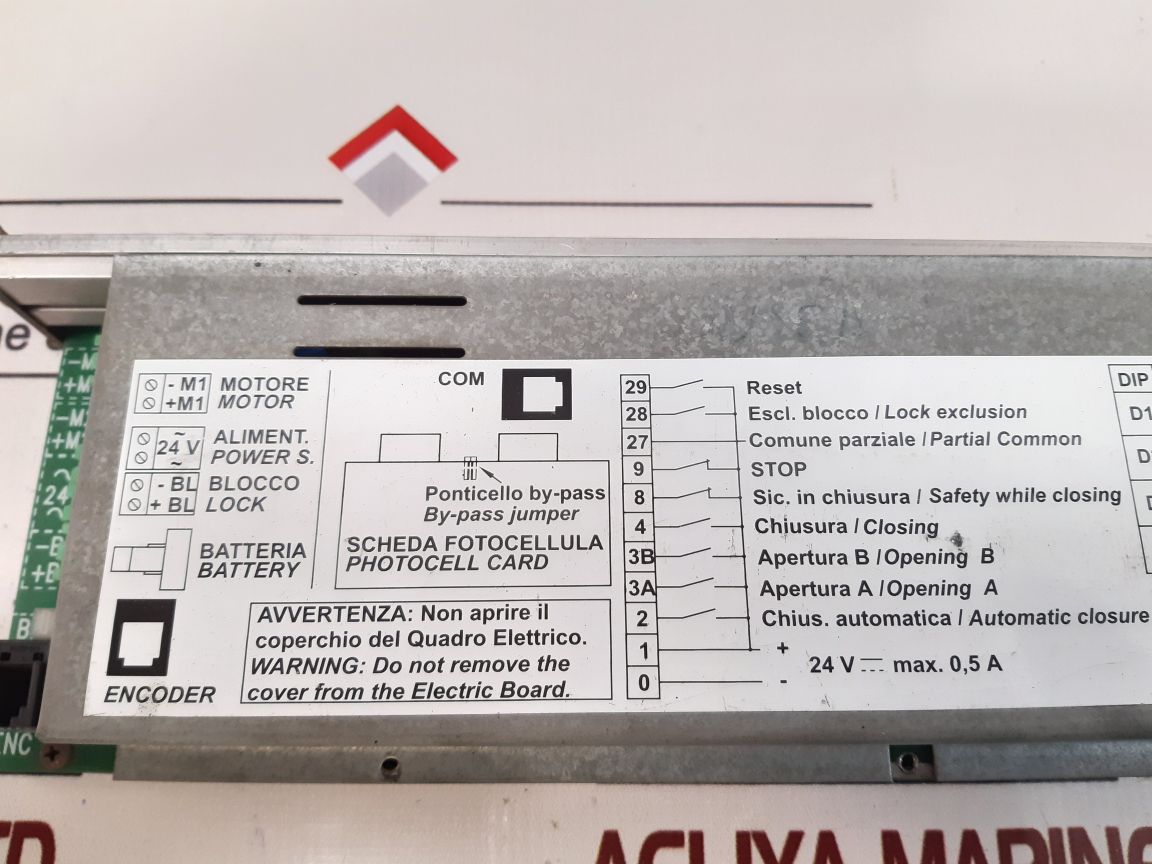 - M1 MOTORE
+M1 MOTOR
~ 24 V ~
ALIMENT.
POWER S.
- BL BLOCCO
+ BL LOCK
BATTERIA
BATTERY
ENCODER
COM
Ponticello by-pass
By-pass jumper
SCHEDA FOTOCELLULA
PHOTOCELL CARD
AVVERTENZA: Non aprire il
coperchio del Quadro Elettrico.
WARNING: Do not remove the
cover from the Electric Board.
29 Reset
28 Escl. blocco / Lock exclusion
27 Comune parziale / Partial Common
9 STOP
8 Sic. in chiusura / Safety while closing
4 Chiusura / Closing
3B Apertura B / Opening B
3A Apertura A / Opening A
2 Chius. automatica / Automatic closure
1 +
24 V ⎓ max. 0,5 A
0 -
DIP
D1
-M
+M
24
-B
+B
ENC